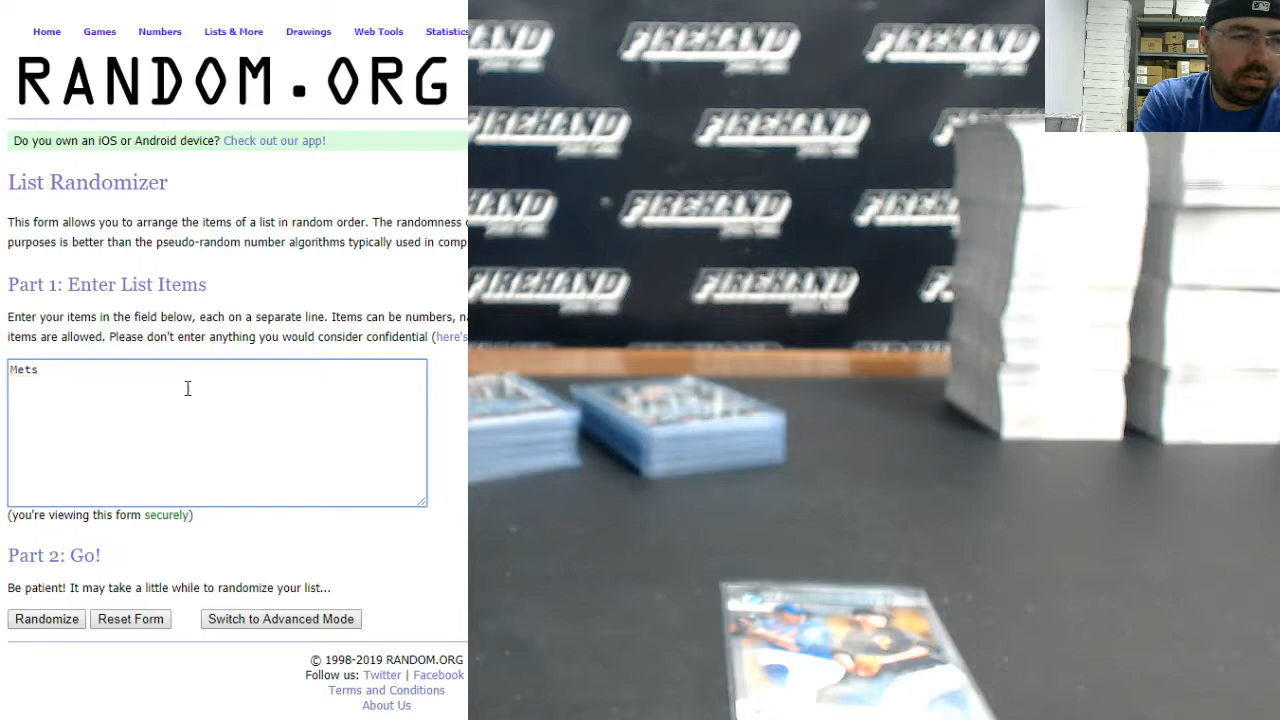 Home Games Numbers Lists & More Drawings Web Tools Statistics
RANDOM.ORG
Do you own an iOS or Android device? Check out our app!
List Randomizer
This form allows you to arrange the items of a list in random order. The randomness
purposes is better than the pseudo-random number algorithms typically used in comp
Part 1: Enter List Items
Enter your items in the field below, each on a separate line. Items can be numbers,
items are allowed. Please don't enter anything you would consider confidential (here's
Mets
(you're viewing this form securely)
Part 2: Go!
Be patient! It may take a little while to randomize your list...
Randomize Reset Form Switch to Advanced Mode
© 1998-2019 RANDOM.ORG
Follow us: Twitter | Facebook
Terms and Conditions
About Us
FIREHAND FIREHAND FIREHAND
FIREHAND FIREHAND
FIREHAND FIREHAND
FIREHAND FIREHAND